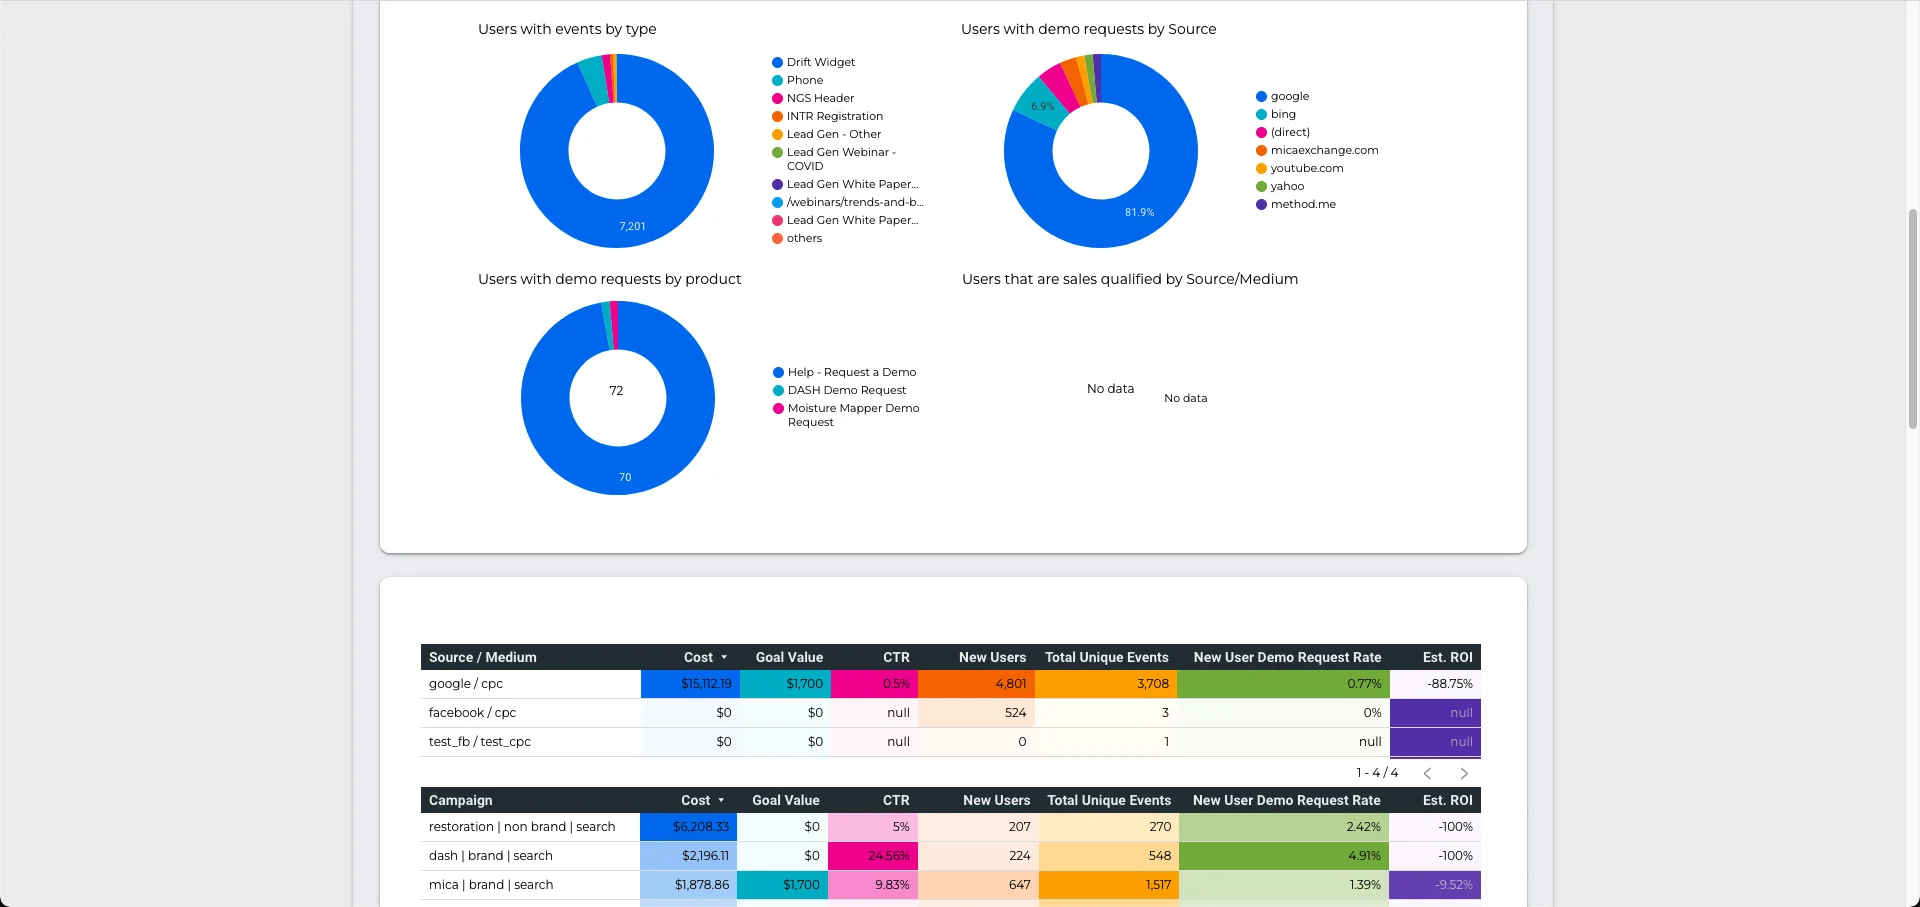 Users with events by type
7,201
Drift Widget
Phone
NGS Header
INTR Registration
Lead Gen - Other
Lead Gen Webinar -
COVID
Lead Gen White Paper...
/webinars/trends-and-b...
Lead Gen White Paper...
others
Users with demo requests by Source
6.9%
81.9%
google
bing
(direct)
micaexchange.com
youtube.com
yahoo
method.me
Users with demo requests by product
72
70
Help - Request a Demo
DASH Demo Request
Moisture Mapper Demo
Request
Users that are sales qualified by Source/Medium
No data
No data
Source / Medium Cost Goal Value CTR New Users Total Unique Events New User Demo Request Rate Est. ROI
google / cpc $15,112.19 $1,700 0.5% 4,801 3,708 0.77% -88.75%
facebook / cpc $0 $0 null 524 3 0% null
test_fb / test_cpc $0 $0 null 0 1 null null
1 - 4 / 4
Campaign Cost Goal Value CTR New Users Total Unique Events New User Demo Request Rate Est. ROI
restoration | non brand | search $6,208.33 $0 5% 207 270 2.42% -100%
dash | brand | search $2,196.11 $0 24.56% 224 548 4.91% -100%
mica | brand | search $1,878.86 $1,700 9.83% 647 1,517 1.39% -9.52%